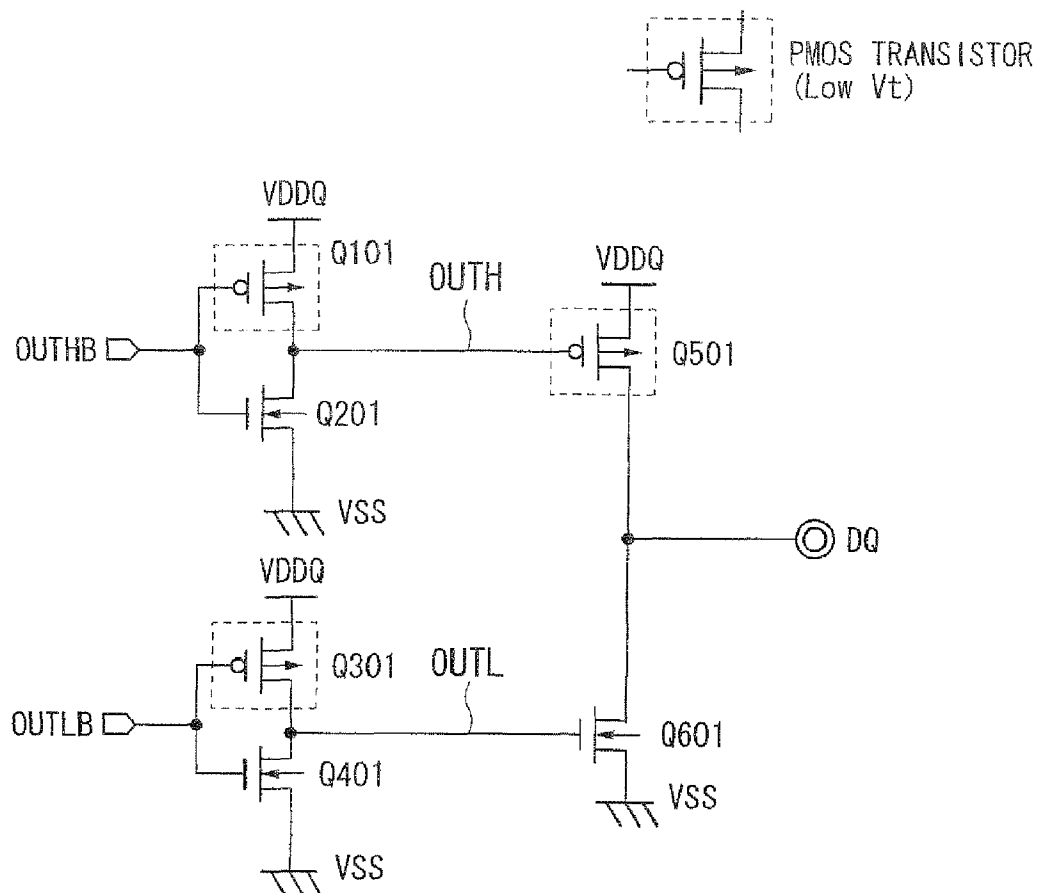 PMOS TRANSISTOR
(Low Vt)
VDDQ
Q101
OUTH
VDDQ
OUTHB
Q501
Q201
VSS
DQ
VDDQ
Q301
OUTL
OUTLB
Q601
Q401
VSS
VSS